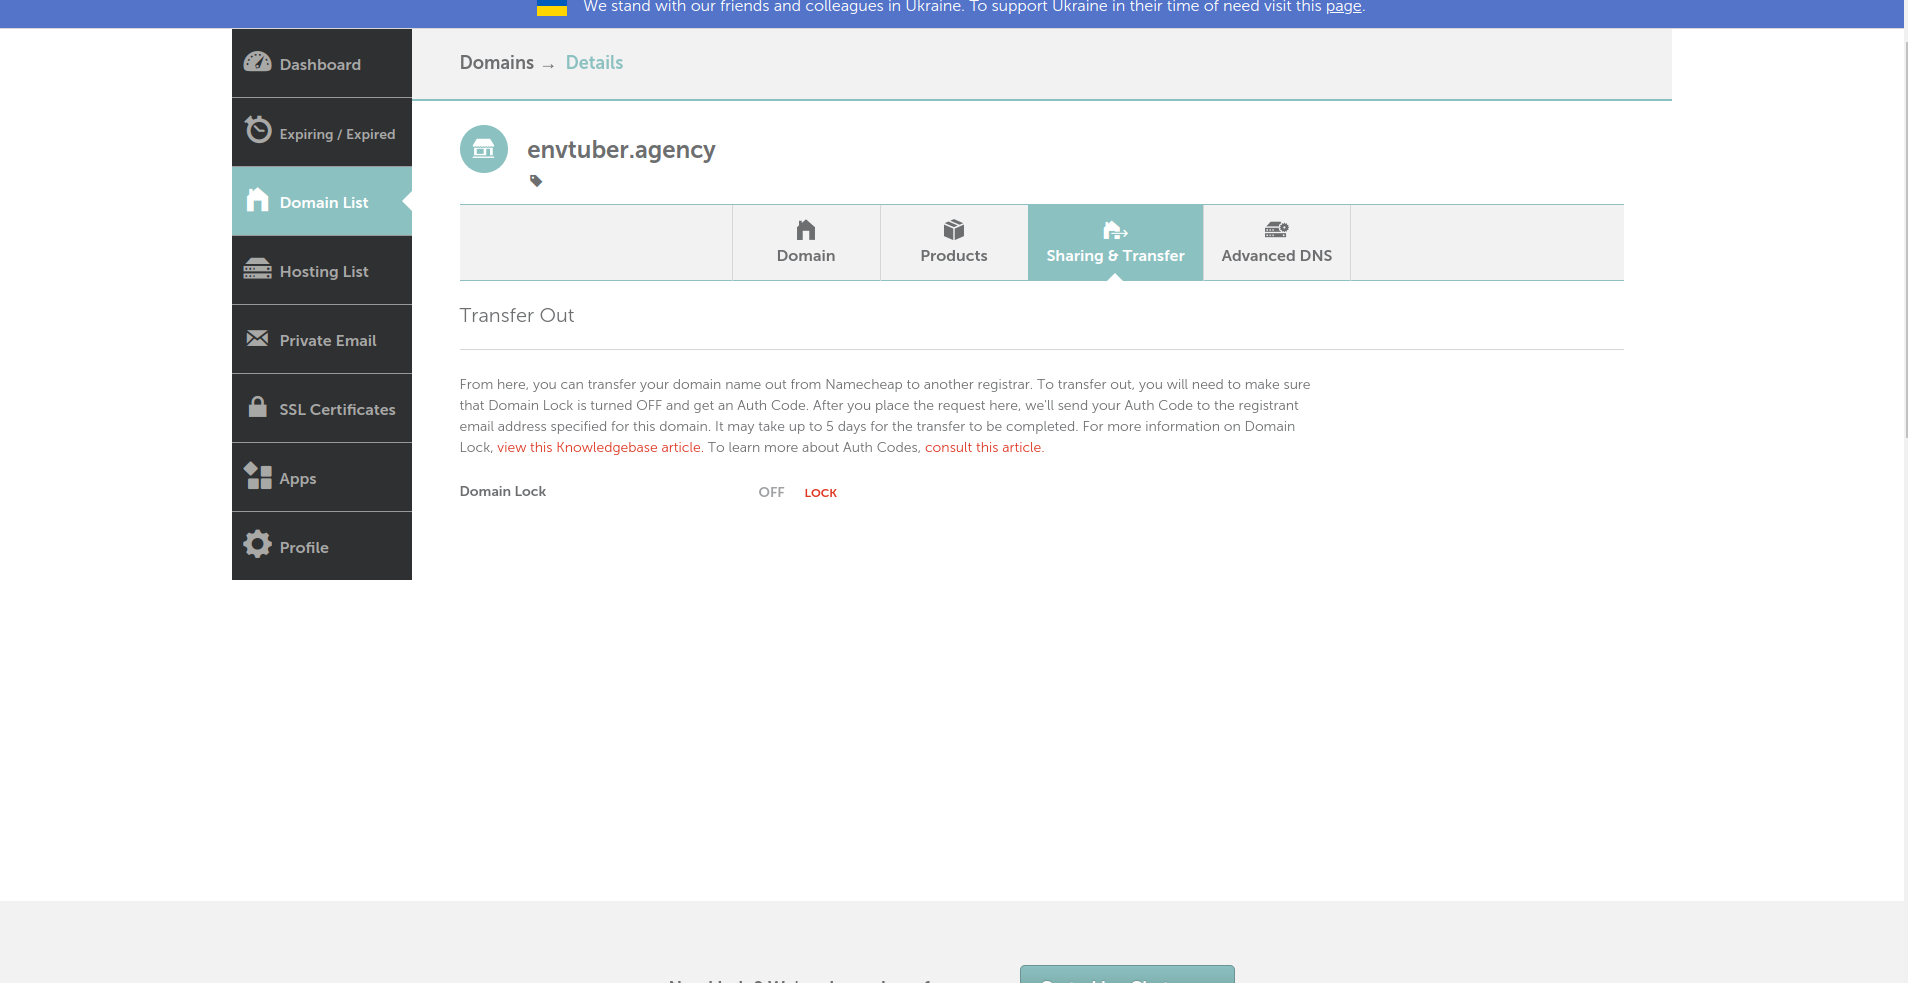 We stand with our friends and colleagues in Ukraine. To support Ukraine in their time of need visit this page.
Dashboard
Expiring / Expired
Domain List
Hosting List
Private Email
SSL Certificates
Apps
Profile
Domains → Details
envtuber.agency
Domain
Products
Sharing & Transfer
Advanced DNS
Transfer Out
From here, you can transfer your domain name out from Namecheap to another registrar. To transfer out, you will need to make sure
that Domain Lock is turned OFF and get an Auth Code. After you place the request here, we'll send your Auth Code to the registrant
email address specified for this domain. It may take up to 5 days for the transfer to be completed. For more information on Domain
Lock, view this Knowledgebase article. To learn more about Auth Codes, consult this article.
Domain Lock OFF LOCK